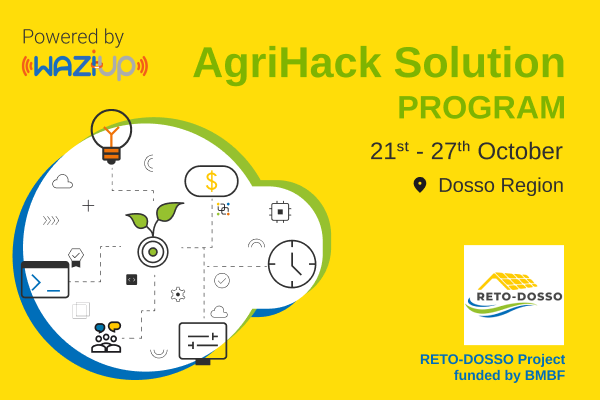 Powered by
WAZIUP
AgriHack Solution
PROGRAM
21st - 27th October
Dosso Region
$
RETO-DOSSO
RETO-DOSSO Project
funded by BMBF